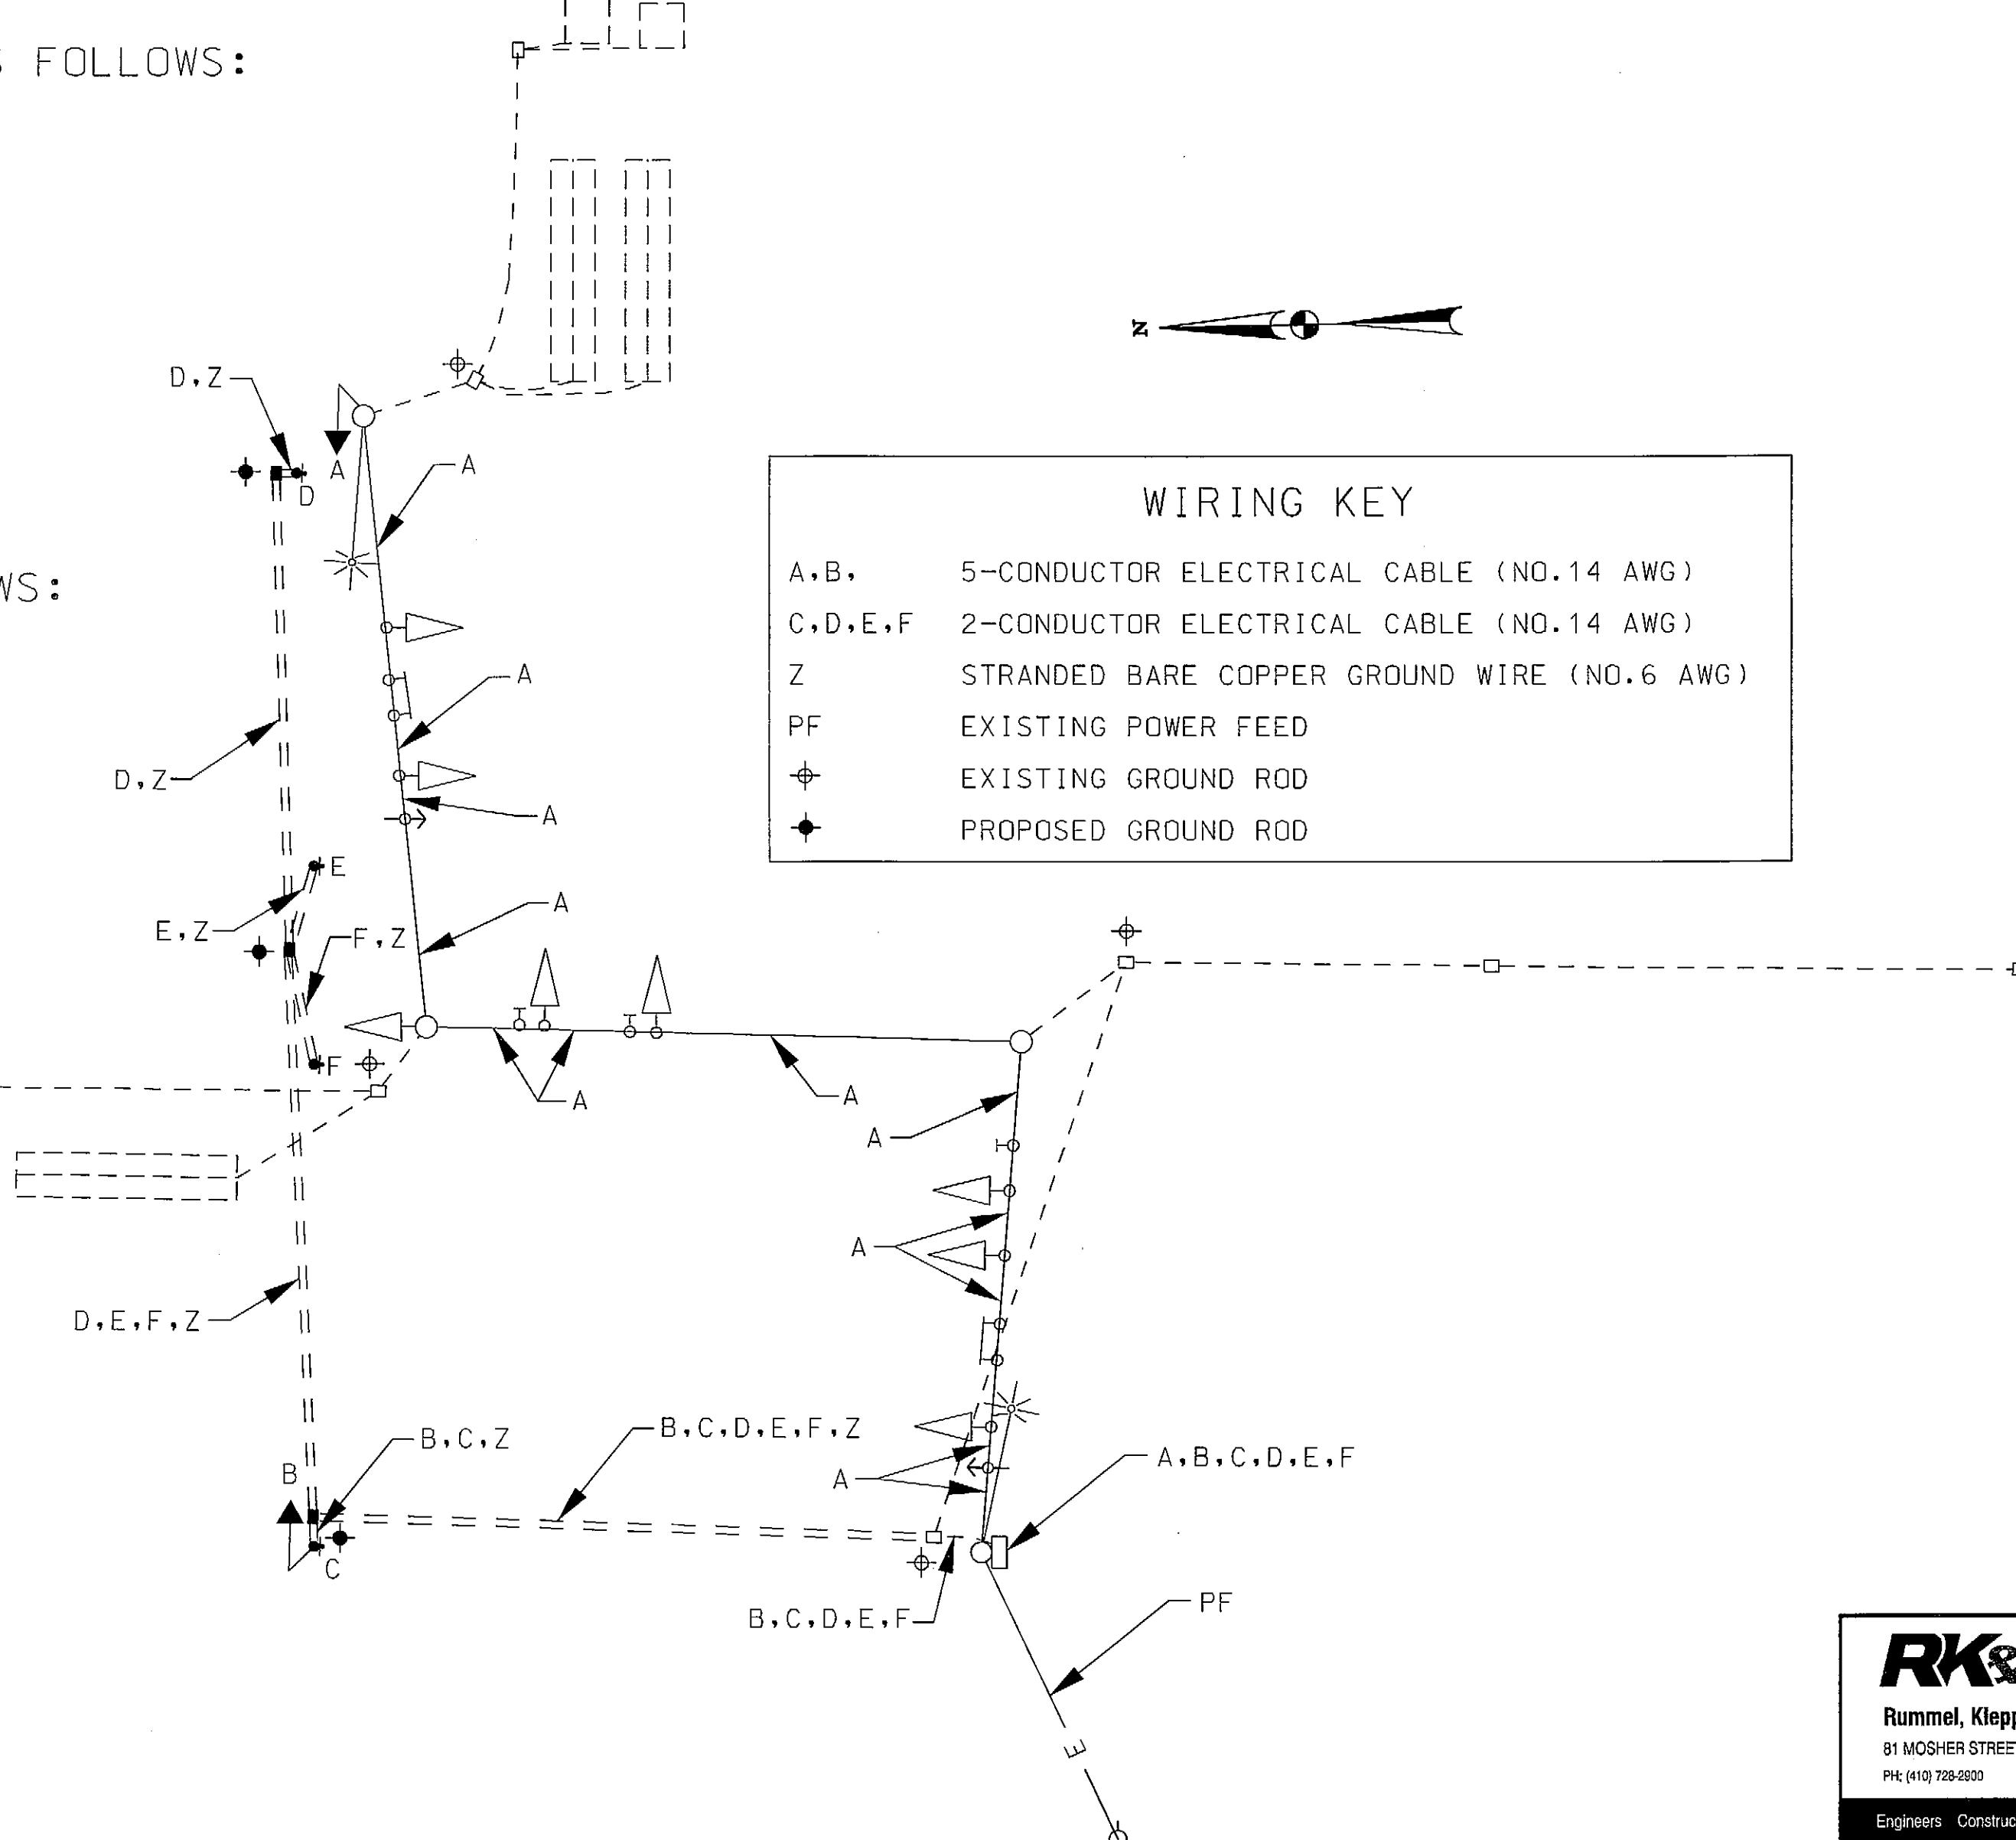 FOLLOWS:
N
D,Z
A
A
D
WIRING KEY
A,B, 5-CONDUCTOR ELECTRICAL CABLE (NO.14 AWG)
C,D,E,F 2-CONDUCTOR ELECTRICAL CABLE (NO.14 AWG)
Z STRANDED BARE COPPER GROUND WIRE (NO.6 AWG)
PF EXISTING POWER FEED
EXISTING GROUND ROD
PROPOSED GROUND ROD
WS:
A
D,Z
A
E
A
E,Z
F,Z
F
A
A
A
A
D,E,F,Z
B,C,Z
B,C,D,E,F,Z
A,B,C,D,E,F
B
A
C
B,C,D,E,F
PF
E
RK&
Rummel, Klepp
81 MOSHER STREET
PH: (410) 728-2900
Engineers Construc